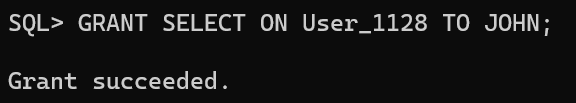 SQL> GRANT SELECT ON User_1128 TO JOHN;
Grant succeeded.